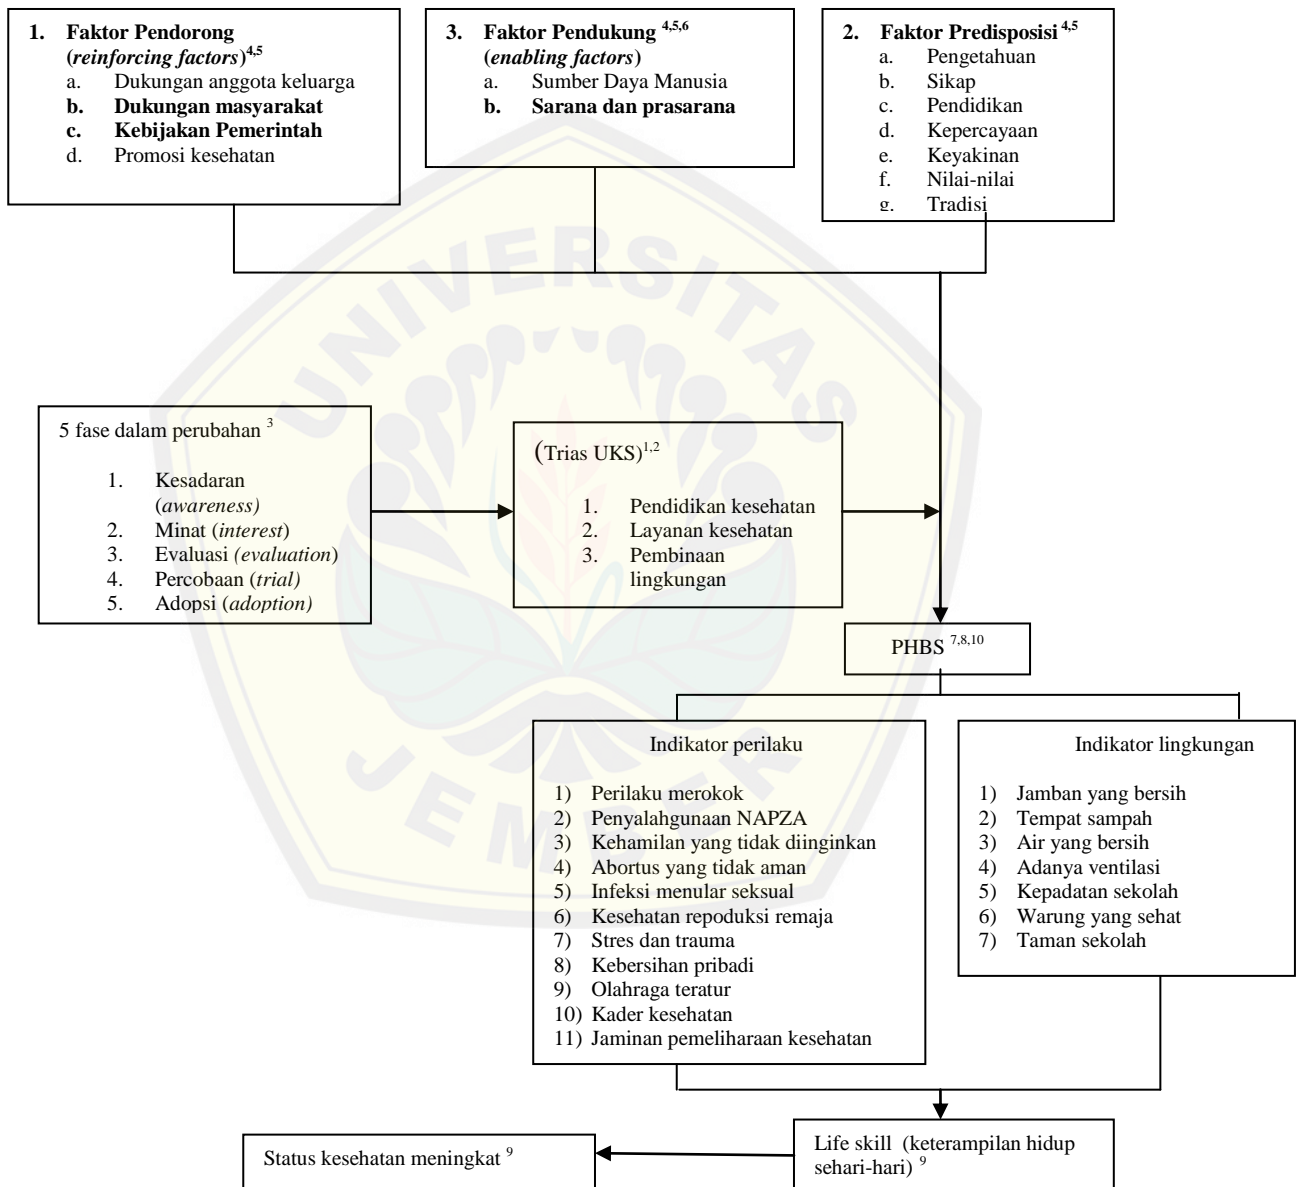 1. Faktor Pendorong
(reinforcing factors)4,5
a. Dukungan anggota keluarga
b. Dukungan masyarakat
c. Kebijakan Pemerintah
d. Promosi kesehatan
3. Faktor Pendukung 4,5,6
(enabling factors)
a. Sumber Daya Manusia
b. Sarana dan prasarana
2. Faktor Predisposisi 4,5
a. Pengetahuan
b. Sikap
c. Pendidikan
d. Kepercayaan
e. Keyakinan
f. Nilai-nilai
g. Tradisi
UNIVERSITAS
5 fase dalam perubahan 3
1. Kesadaran
(awareness)
2. Minat (interest)
3. Evaluasi (evaluation)
4. Percobaan (trial)
5. Adopsi (adoption)
(Trias UKS)1,2
1. Pendidikan kesehatan
2. Layanan kesehatan
3. Pembinaan
lingkungan
PHBS 7,8,10
Indikator perilaku
1) Perilaku merokok
2) Penyalahgunaan NAPZA
3) Kehamilan yang tidak diinginkan
4) Abortus yang tidak aman
5) Infeksi menular seksual
6) Kesehatan repoduksi remaja
7) Stres dan trauma
8) Kebersihan pribadi
9) Olahraga teratur
10) Kader kesehatan
11) Jaminan pemeliharaan kesehatan
Indikator lingkungan
1) Jamban yang bersih
2) Tempat sampah
3) Air yang bersih
4) Adanya ventilasi
5) Kepadatan sekolah
6) Warung yang sehat
7) Taman sekolah
JEMBER
Status kesehatan meningkat 9
Life skill (keterampilan hidup
sehari-hari) 9